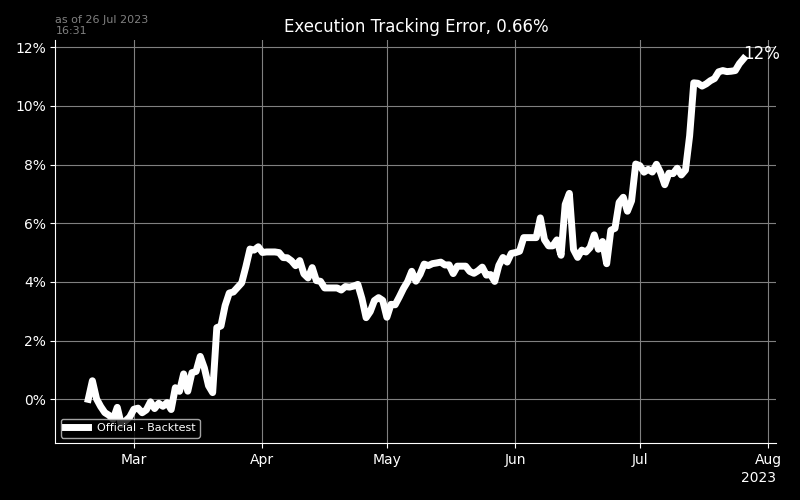 as of 26 Jul 2023
16:31
Execution Tracking Error, 0.66%
12%
12%
10%
8%
6%
4%
2%
0%
Official - Backtest
Mar
Apr
May
Jun
Jul
Aug
2023